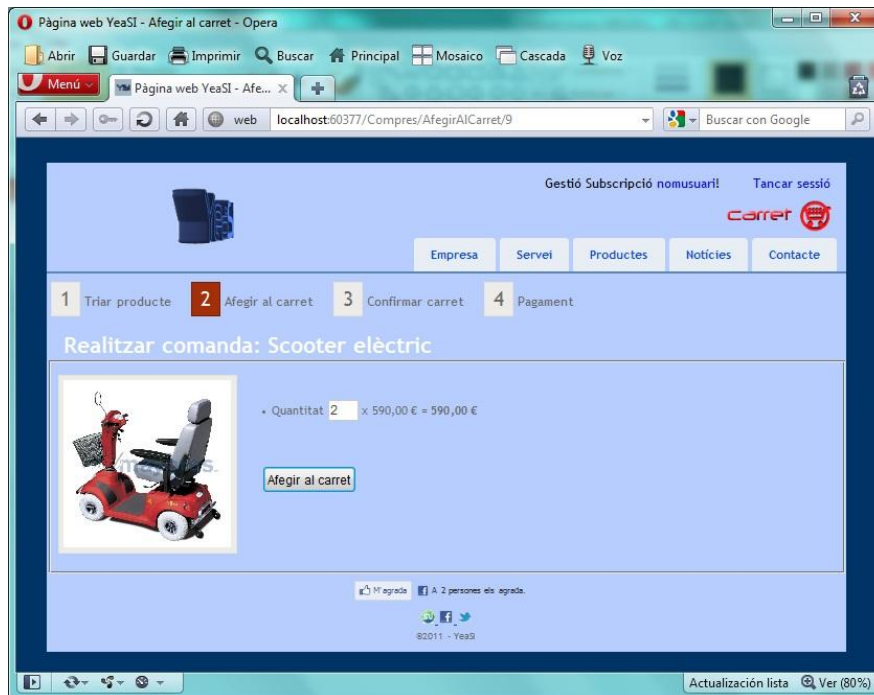 Pàgina web YeaSI - Afegir al carret - Opera
Abrir Guardar Imprimir Buscar Principal Mosaico Cascada Voz
Menú Pàgina web YeaSI - Afe...
web localhost:60377/Compres/AfegirAlCarret/9 Buscar con Google
Gestió Subscripció nomusuari! Tancar sessió
carret
Empresa Servei Productes Notícies Contacte
1 Triar producte 2 Afegir al carret 3 Confirmar carret 4 Pagament
Realitzar comanda: Scooter elèctric
• Quantitat 2 x 590,00 € = 590,00 €
Afegir al carret
M'agrada A 2 persones els agrada.
©2011 - YeaSI
Actualización lista Ver (80%)